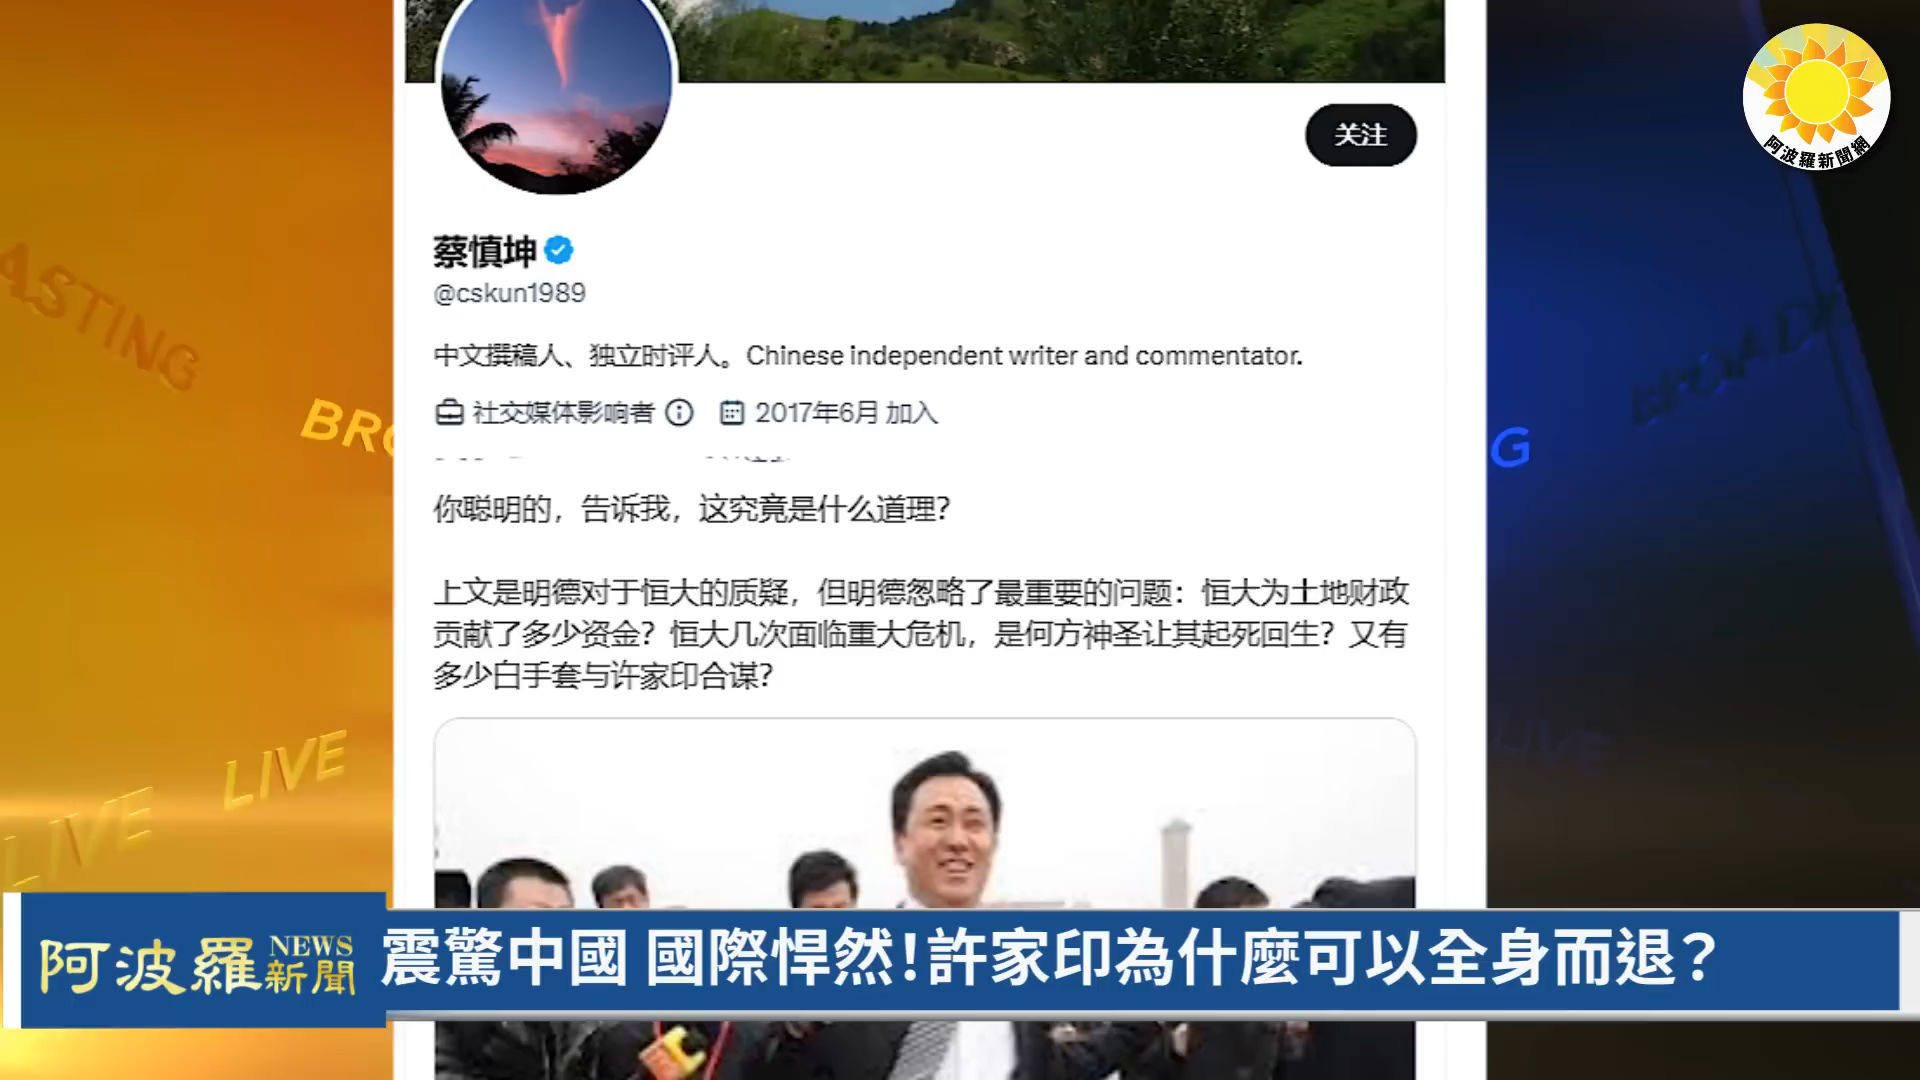 阿波羅新聞網
关注
蔡慎坤
@cskun1989
中文撰稿人、独立时评人。Chinese independent writer and commentator.
社交媒体影响者 2017年6月 加入
你聪明的，告诉我，这究竟是什么道理？
上文是明德对于恒大的质疑，但明德忽略了最重要的问题：恒大为土地财政
贡献了多少资金？恒大几次面临重大危机，是何方神圣让其起死回生？又有
多少白手套与许家印合谋？
ASTING
BRO
LIVE
LIVE
G
BROAD
LIVE
阿波羅 NEWS 新聞
震驚中國 國際悍然！許家印為什麼可以全身而退？